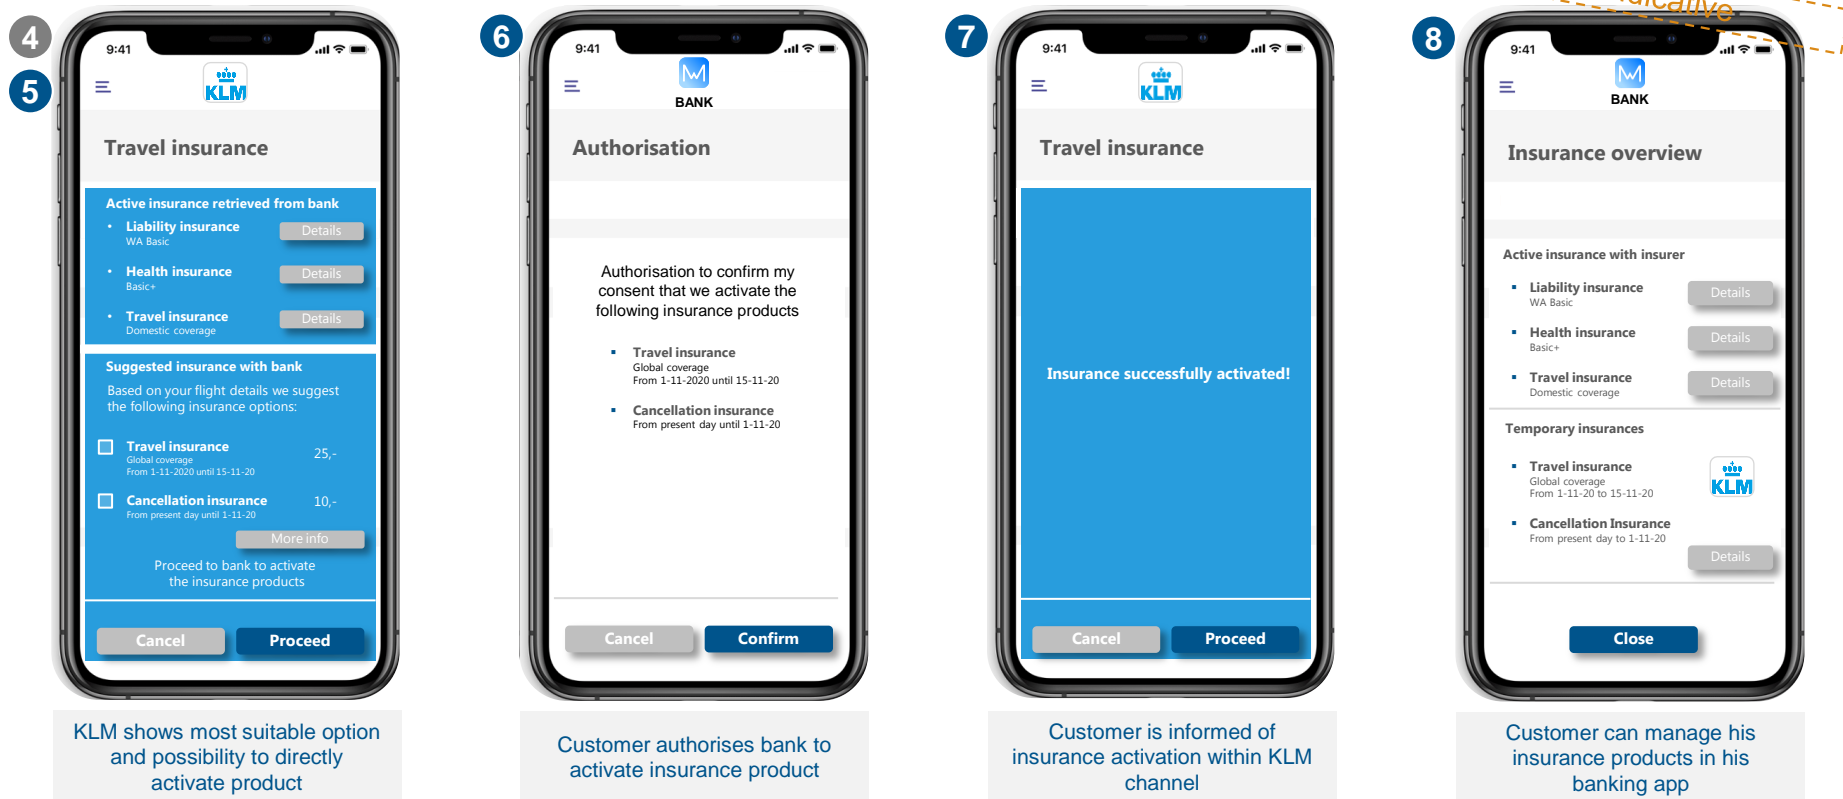 4
5
9:41
KLM
Travel insurance
Active insurance retrieved from bank
• Liability insurance
WA Basic
Details
• Health insurance
Basic+
Details
• Travel insurance
Domestic coverage
Details
Suggested insurance with bank
Based on your flight details we suggest
the following insurance options:
Travel insurance
Global coverage
From 1-11-2020 until 15-11-20
25,-
Cancellation insurance
From present day until 1-11-20
10,-
More info
Proceed to bank to activate
the insurance products
Cancel
Proceed
KLM shows most suitable option
and possibility to directly
activate product
6
9:41
BANK
Authorisation
Authorisation to confirm my
consent that we activate the
following insurance products
▪ Travel insurance
Global coverage
From 1-11-2020 until 15-11-20
▪ Cancellation insurance
From present day until 1-11-20
Cancel
Confirm
Customer authorises bank to
activate insurance product
7
9:41
KLM
Travel insurance
Insurance successfully activated!
Cancel
Proceed
Customer is informed of
insurance activation within KLM
channel
8
9:41
BANK
Insurance overview
Active insurance with insurer
▪ Liability insurance
WA Basic
Details
▪ Health insurance
Basic+
Details
▪ Travel insurance
Domestic coverage
Details
Temporary insurances
▪ Travel insurance
Global coverage
From 1-11-20 to 15-11-20
KLM
▪ Cancellation Insurance
From present day to 1-11-20
Details
Close
Customer can manage his
insurance products in his
banking app